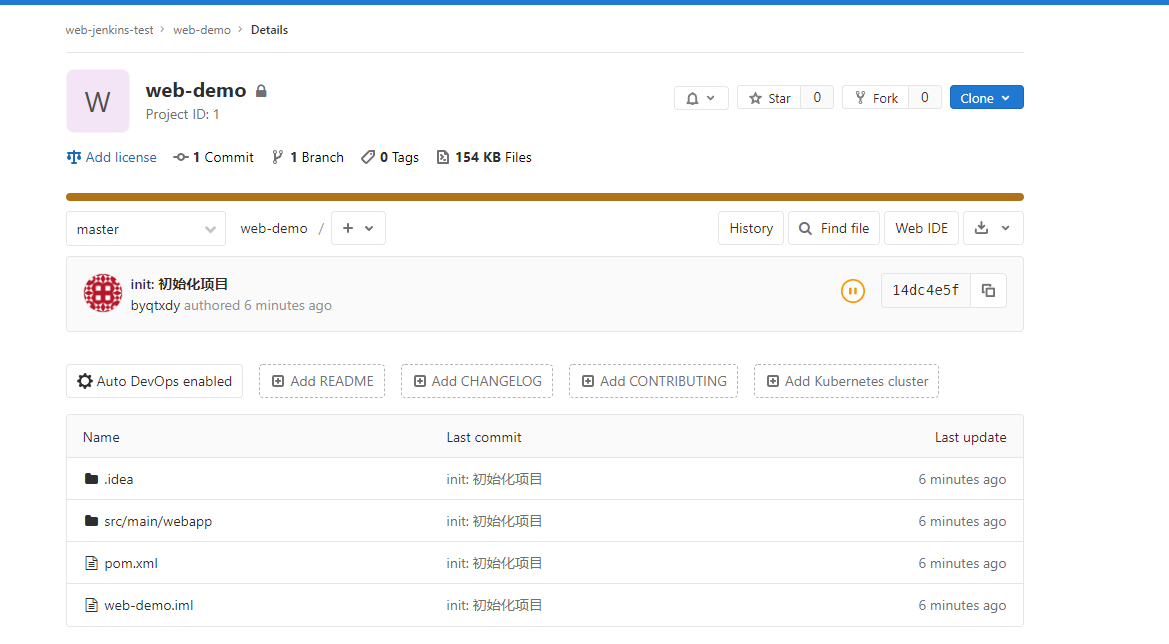 web-jenkins-test > web-demo > Details
W
web-demo
Project ID: 1
Star 0 Fork 0 Clone
Add license 1 Commit 1 Branch 0 Tags 154 KB Files
master web-demo / + History Find file Web IDE
init: 初始化项目
byqtxdy authored 6 minutes ago
14dc4e5f
Auto DevOps enabled Add README Add CHANGELOG Add CONTRIBUTING Add Kubernetes cluster
Name Last commit Last update
.idea init: 初始化项目 6 minutes ago
src/main/webapp init: 初始化项目 6 minutes ago
pom.xml init: 初始化项目 6 minutes ago
web-demo.iml init: 初始化项目 6 minutes ago